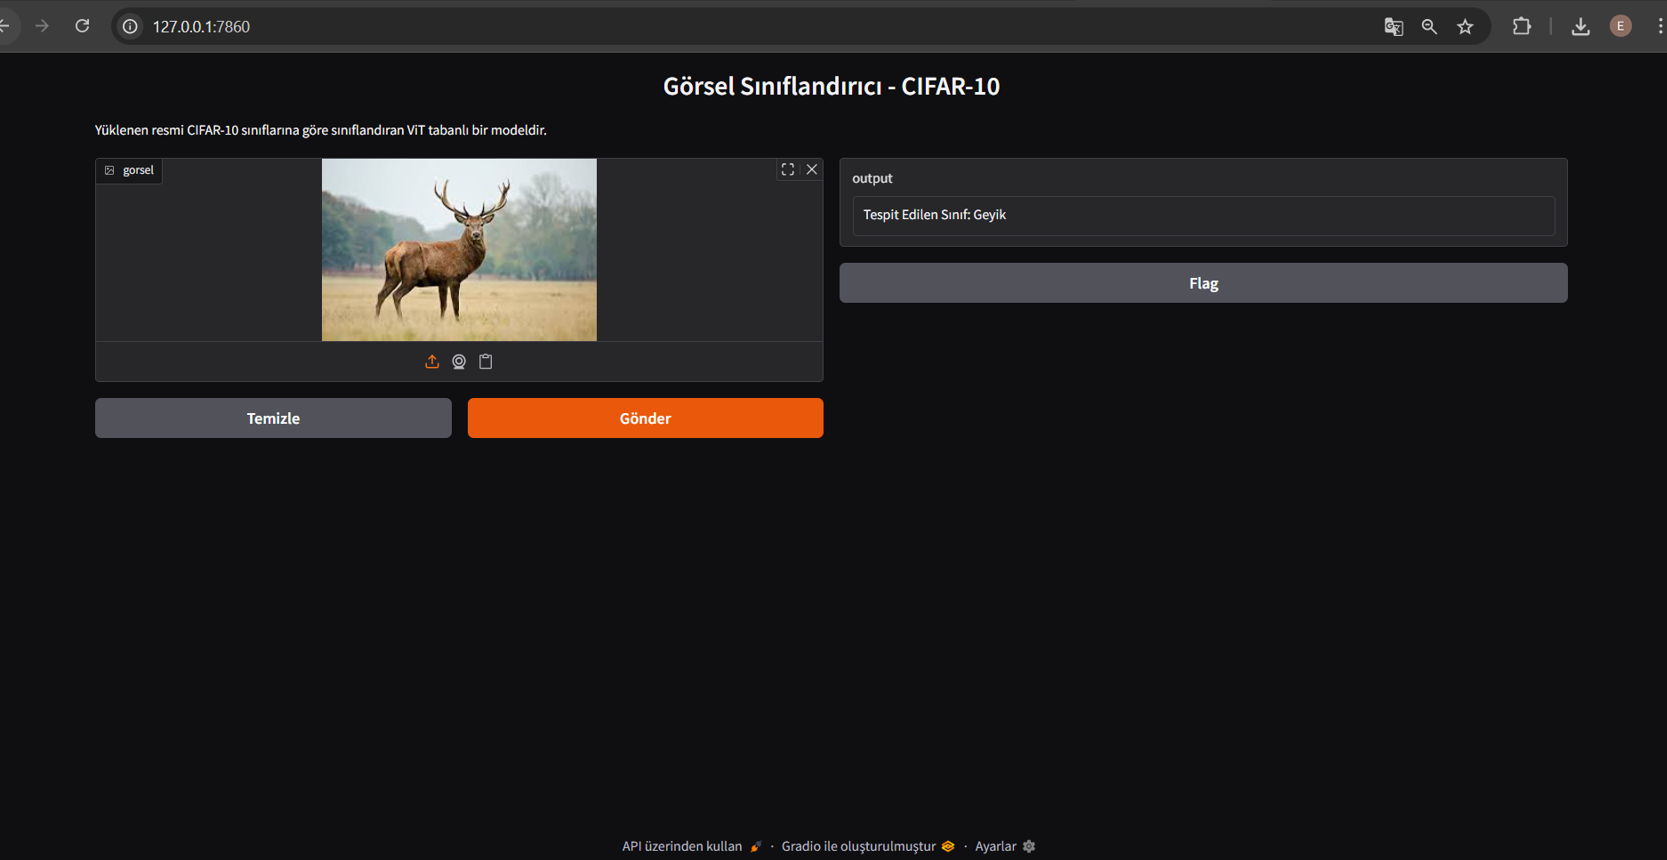 127.0.0.1:7860
E
Görsel Sınıflandırıcı - CIFAR-10
Yüklenen resmi CIFAR-10 sınıflarına göre sınıflandıran ViT tabanlı bir modeldir.
gorsel
output
Tespit Edilen Sınıf: Geyik
Flag
Temizle
Gönder
API üzerinden kullan · Gradio ile oluşturulmuştur · Ayarlar